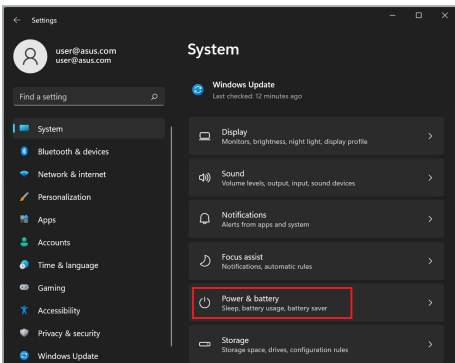 Settings
user@asus.com
user@asus.com
Find a setting
System
Bluetooth & devices
Network & internet
Personalization
Apps
Accounts
Time & language
Gaming
Accessibility
Privacy & security
Windows Update
System
Windows Update
Last checked: 12 minutes ago
Display
Monitors, brightness, night light, display profile
Sound
Volume levels, output, input, sound devices
Notifications
Alerts from apps and system
Focus assist
Notifications, automatic rules
Power & battery
Sleep, battery usage, battery saver
Storage
Storage space, drives, configuration rules